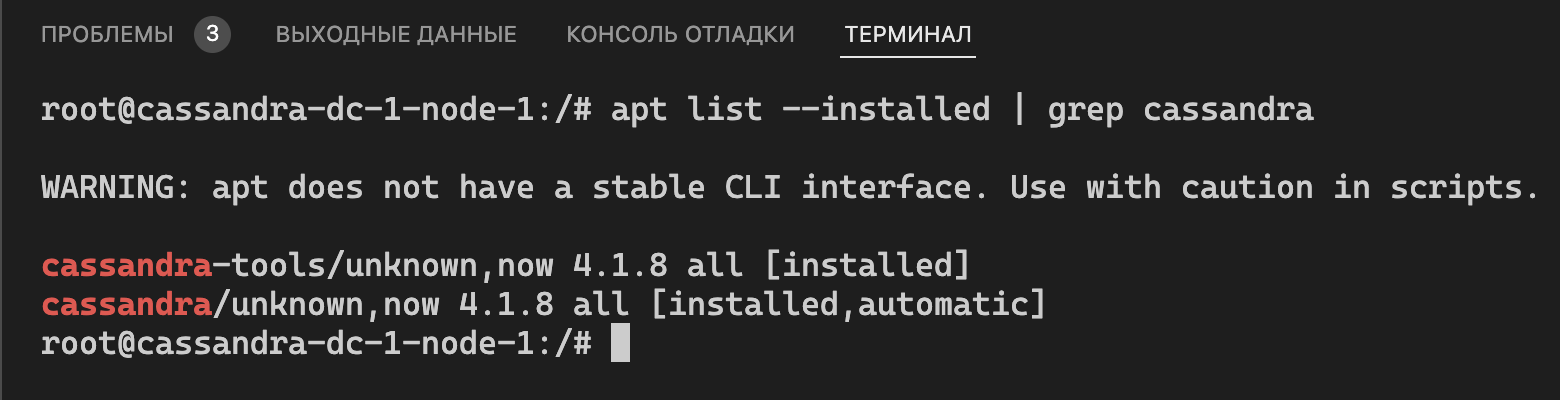 ПРОБЛЕМЫ 3 ВЫХОДНЫЕ ДАННЫЕ КОНСОЛЬ ОТЛАДКИ ТЕРМИНАЛ
root@cassandra-dc-1-node-1:/# apt list --installed | grep cassandra
WARNING: apt does not have a stable CLI interface. Use with caution in scripts.
cassandra-tools/unknown,now 4.1.8 all [installed]
cassandra/unknown,now 4.1.8 all [installed,automatic]
root@cassandra-dc-1-node-1:/#